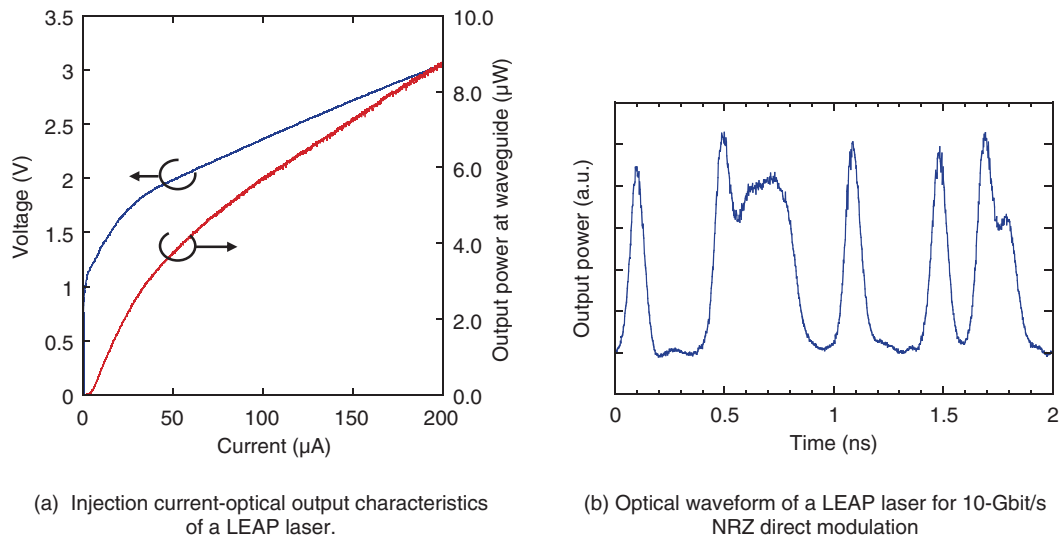 3.5
3
2.5
2
1.5
1
0.5
0
Voltage (V)
10.0
8.0
6.0
4.0
2.0
0.0
Output power at waveguide (µW)
0 50 100 150 200
Current (µA)
(a) Injection current-optical output characteristics
of a LEAP laser.
Output power (a.u.)
0 0.5 1 1.5 2
Time (ns)
(b) Optical waveform of a LEAP laser for 10-Gbit/s
NRZ direct modulation